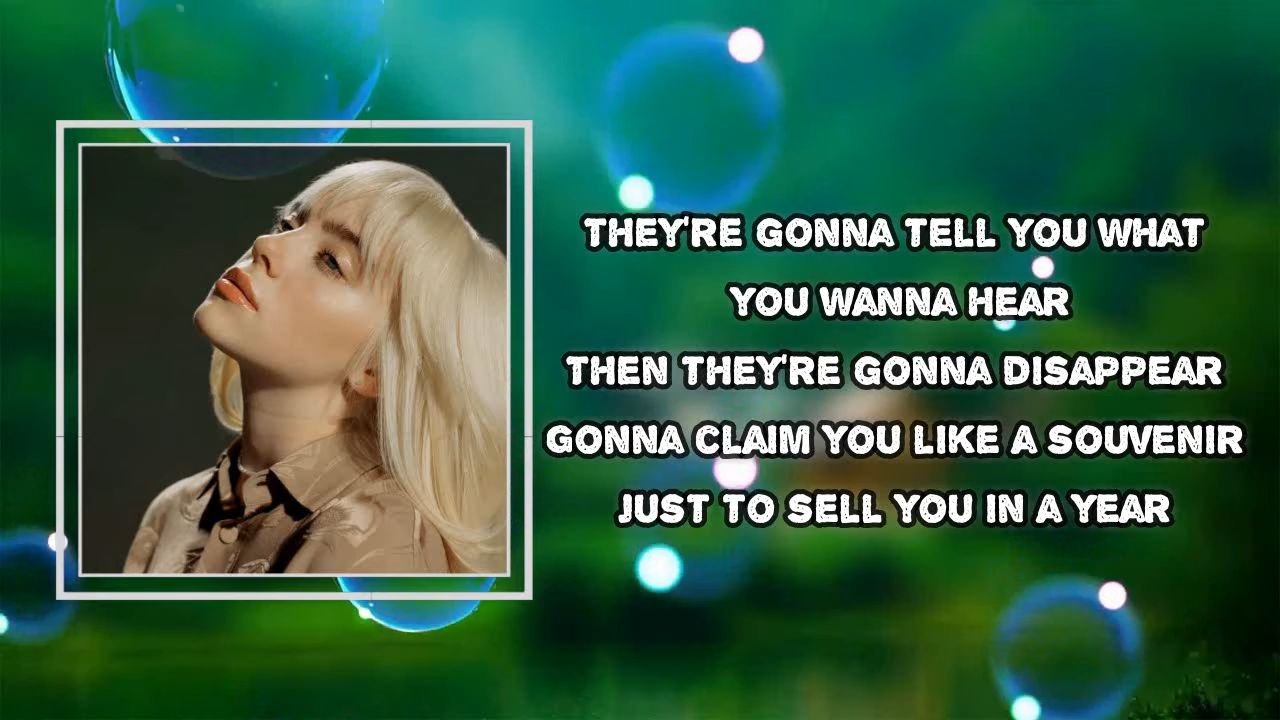 THEY'RE GONNA TELL YOU WHAT
YOU WANNA HEAR
THEN THEY'RE GONNA DISAPPEAR
GONNA CLAIM YOU LIKE A SOUVENIR
JUST TO SELL YOU IN A YEAR